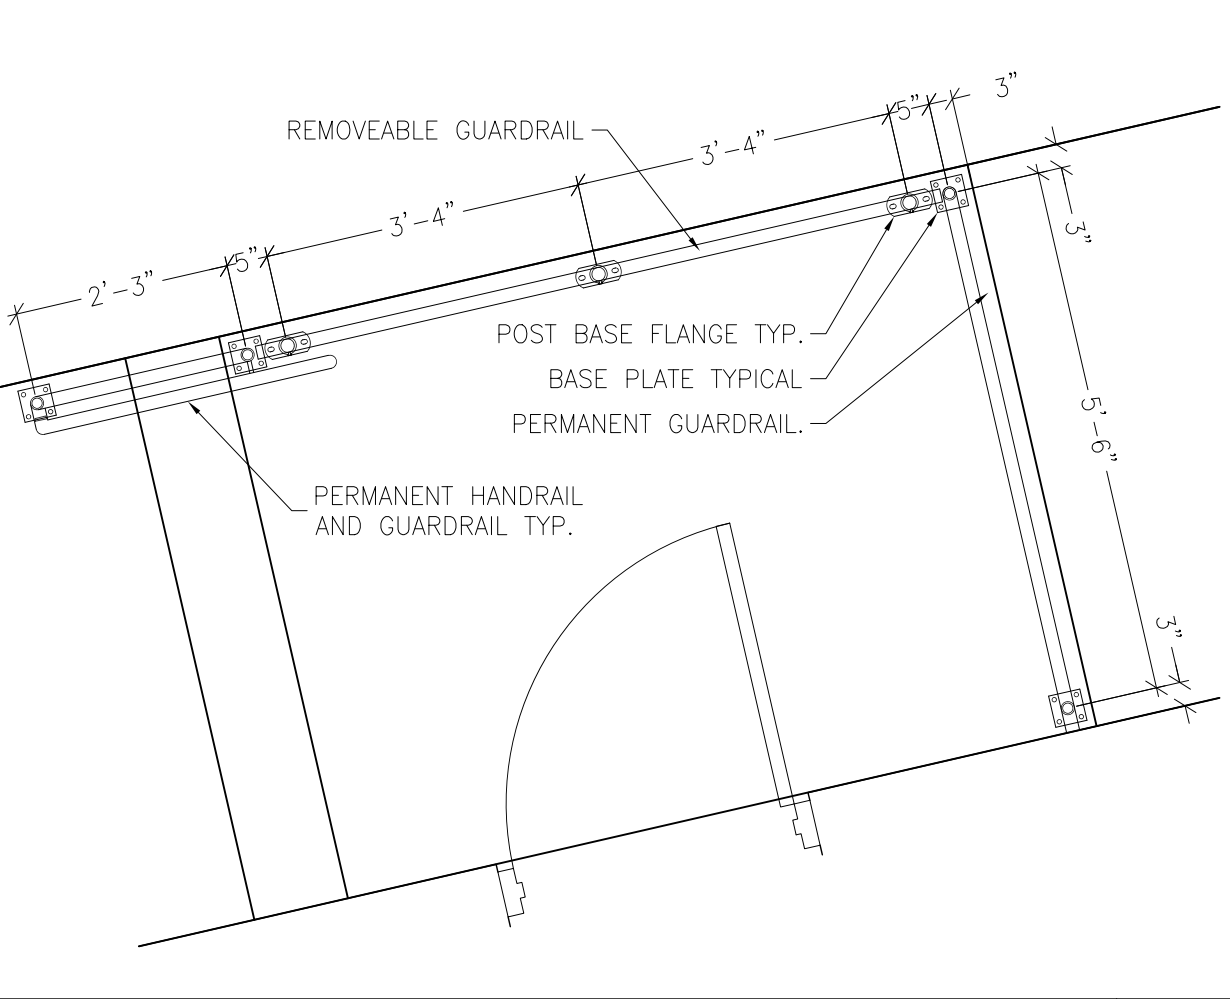 3"
5"
REMOVEABLE GUARDRAIL
3'-4"
3'-4"
3"
5"
2'-3"
POST BASE FLANGE TYP.
BASE PLATE TYPICAL
PERMANENT GUARDRAIL.
5'-6"
PERMANENT HANDRAIL
AND GUARDRAIL TYP.
3"